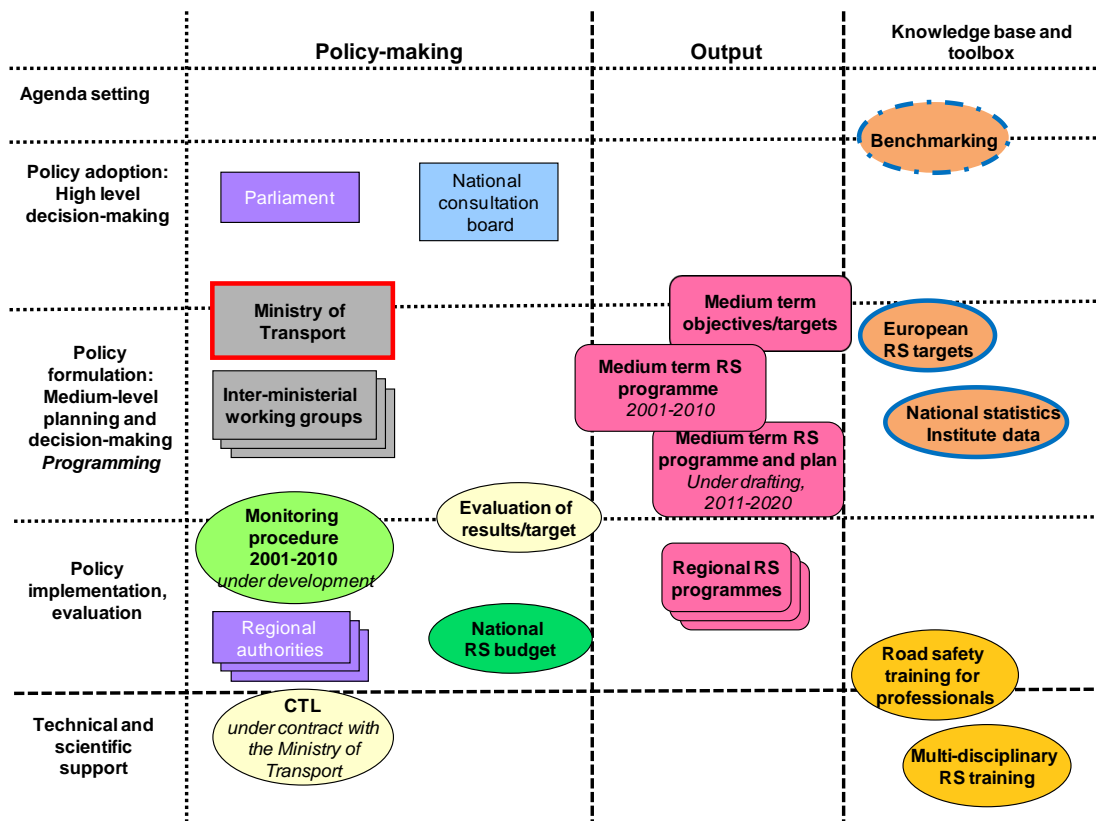 Policy-making
Output
Knowledge base and
toolbox
Agenda setting
Benchmarking
Policy adoption:
High level
decision-making
Parliament
National
consultation
board
Ministry of
Transport
Medium term
objectives/targets
European
RS targets
Policy
formulation:
Medium-level
planning and
decision-making
Programming
Inter-ministerial
working groups
Medium term RS
programme
2001-2010
National statistics
Institute data
Medium term RS
programme and plan
Under drafting,
2011-2020
Monitoring
procedure
2001-2010
under development
Evaluation of
results/target
Policy
implementation,
evaluation
Regional RS
programmes
Regional
authorities
National
RS budget
Road safety
training for
professionals
Technical and
scientific
support
CTL
under contract with
the Ministry of
Transport
Multi-disciplinary
RS training